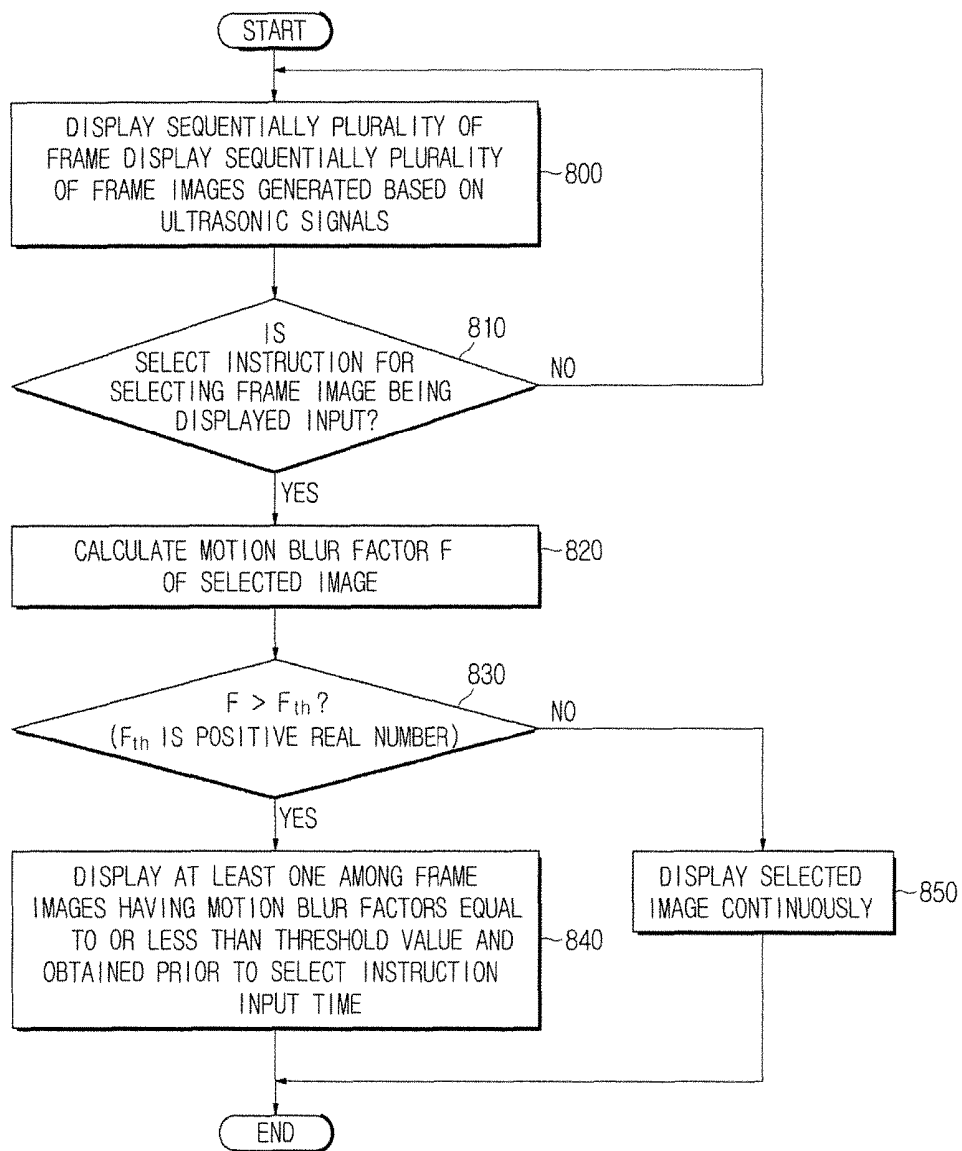 START
DISPLAY SEQUENTIALLY PLURALITY OF
FRAME DISPLAY SEQUENTIALLY PLURALITY
OF FRAME IMAGES GENERATED BASED ON
ULTRASONIC SIGNALS
800
IS
SELECT INSTRUCTION FOR
SELECTING FRAME IMAGE BEING
DISPLAYED INPUT?
810
NO
YES
CALCULATE MOTION BLUR FACTOR F
OF SELECTED IMAGE
820
F > Fth?
(Fth IS POSITIVE REAL NUMBER)
830
NO
YES
DISPLAY AT LEAST ONE AMONG FRAME
IMAGES HAVING MOTION BLUR FACTORS EQUAL
TO OR LESS THAN THRESHOLD VALUE AND
OBTAINED PRIOR TO SELECT INSTRUCTION
INPUT TIME
840
DISPLAY SELECTED
IMAGE CONTINUOUSLY
850
END